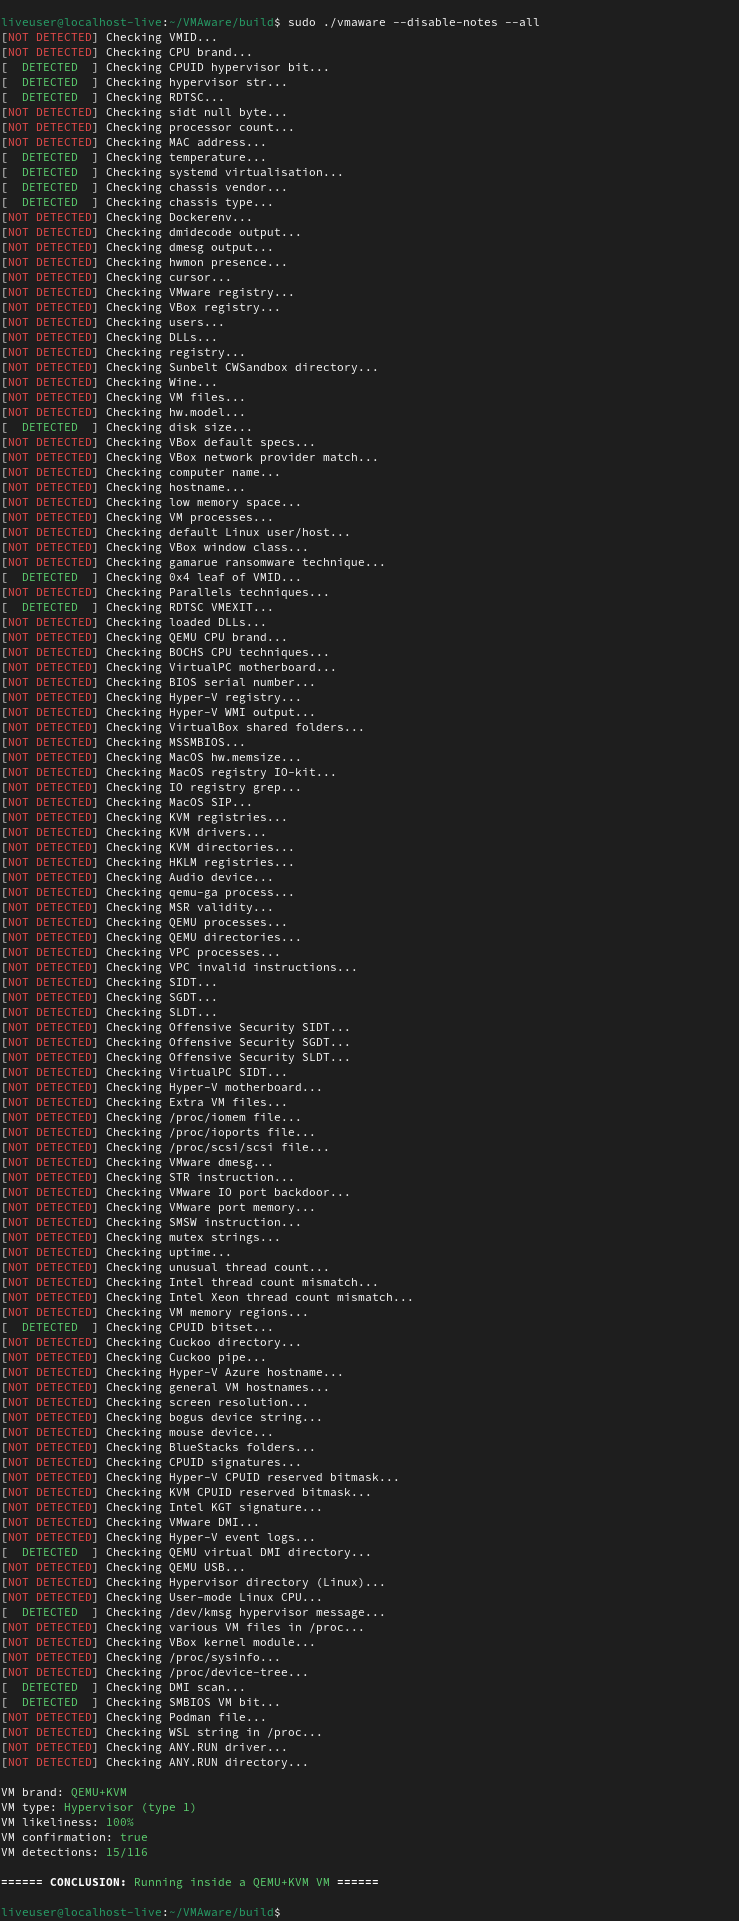 liveuser@localhost-live:~/VMAware/build$ sudo ./vmaware --disable-notes --all
[NOT DETECTED] Checking VMID...
[NOT DETECTED] Checking CPU brand...
[  DETECTED  ] Checking CPUID hypervisor bit...
[  DETECTED  ] Checking hypervisor str...
[  DETECTED  ] Checking RDTSC...
[NOT DETECTED] Checking sidt null byte...
[NOT DETECTED] Checking processor count...
[NOT DETECTED] Checking MAC address...
[  DETECTED  ] Checking temperature...
[  DETECTED  ] Checking systemd virtualisation...
[  DETECTED  ] Checking chassis vendor...
[  DETECTED  ] Checking chassis type...
[NOT DETECTED] Checking Dockerenv...
[NOT DETECTED] Checking dmidecode output...
[NOT DETECTED] Checking dmesg output...
[NOT DETECTED] Checking hwmon presence...
[NOT DETECTED] Checking cursor...
[NOT DETECTED] Checking VMware registry...
[NOT DETECTED] Checking VBox registry...
[NOT DETECTED] Checking users...
[NOT DETECTED] Checking DLLs...
[NOT DETECTED] Checking registry...
[NOT DETECTED] Checking Sunbelt CWSandbox directory...
[NOT DETECTED] Checking Wine...
[NOT DETECTED] Checking VM files...
[NOT DETECTED] Checking hw.model...
[  DETECTED  ] Checking disk size...
[NOT DETECTED] Checking VBox default specs...
[NOT DETECTED] Checking VBox network provider match...
[NOT DETECTED] Checking computer name...
[NOT DETECTED] Checking hostname...
[NOT DETECTED] Checking low memory space...
[NOT DETECTED] Checking VM processes...
[NOT DETECTED] Checking default Linux user/host...
[NOT DETECTED] Checking VBox window class...
[NOT DETECTED] Checking gamarue ransomware technique...
[  DETECTED  ] Checking 0x4 leaf of VMID...
[NOT DETECTED] Checking Parallels techniques...
[  DETECTED  ] Checking RDTSC VMEXIT...
[NOT DETECTED] Checking loaded DLLs...
[NOT DETECTED] Checking QEMU CPU brand...
[NOT DETECTED] Checking BOCHS CPU techniques...
[NOT DETECTED] Checking VirtualPC motherboard...
[NOT DETECTED] Checking BIOS serial number...
[NOT DETECTED] Checking Hyper-V registry...
[NOT DETECTED] Checking Hyper-V WMI output...
[NOT DETECTED] Checking VirtualBox shared folders...
[NOT DETECTED] Checking MSSMBIOS...
[NOT DETECTED] Checking MacOS hw.memsize...
[NOT DETECTED] Checking MacOS registry IO-kit...
[NOT DETECTED] Checking IO registry grep...
[NOT DETECTED] Checking MacOS SIP...
[NOT DETECTED] Checking KVM registries...
[NOT DETECTED] Checking KVM drivers...
[NOT DETECTED] Checking KVM directories...
[NOT DETECTED] Checking HKLM registries...
[NOT DETECTED] Checking Audio device...
[NOT DETECTED] Checking qemu-ga process...
[NOT DETECTED] Checking MSR validity...
[NOT DETECTED] Checking QEMU processes...
[NOT DETECTED] Checking QEMU directories...
[NOT DETECTED] Checking VPC processes...
[NOT DETECTED] Checking VPC invalid instructions...
[NOT DETECTED] Checking SIDT...
[NOT DETECTED] Checking SGDT...
[NOT DETECTED] Checking SLDT...
[NOT DETECTED] Checking Offensive Security SIDT...
[NOT DETECTED] Checking Offensive Security SGDT...
[NOT DETECTED] Checking Offensive Security SLDT...
[NOT DETECTED] Checking VirtualPC SIDT...
[NOT DETECTED] Checking Hyper-V motherboard...
[NOT DETECTED] Checking Extra VM files...
[NOT DETECTED] Checking /proc/iomem file...
[NOT DETECTED] Checking /proc/ioports file...
[NOT DETECTED] Checking /proc/scsi/scsi file...
[NOT DETECTED] Checking VMware dmesg...
[NOT DETECTED] Checking STR instruction...
[NOT DETECTED] Checking VMware IO port backdoor...
[NOT DETECTED] Checking VMware port memory...
[NOT DETECTED] Checking SMSW instruction...
[NOT DETECTED] Checking mutex strings...
[NOT DETECTED] Checking uptime...
[NOT DETECTED] Checking unusual thread count...
[NOT DETECTED] Checking Intel thread count mismatch...
[NOT DETECTED] Checking Intel Xeon thread count mismatch...
[NOT DETECTED] Checking VM memory regions...
[  DETECTED  ] Checking CPUID bitset...
[NOT DETECTED] Checking Cuckoo directory...
[NOT DETECTED] Checking Cuckoo pipe...
[NOT DETECTED] Checking Hyper-V Azure hostname...
[NOT DETECTED] Checking general VM hostnames...
[NOT DETECTED] Checking screen resolution...
[NOT DETECTED] Checking bogus device string...
[NOT DETECTED] Checking mouse device...
[NOT DETECTED] Checking BlueStacks folders...
[NOT DETECTED] Checking CPUID signatures...
[NOT DETECTED] Checking Hyper-V CPUID reserved bitmask...
[NOT DETECTED] Checking KVM CPUID reserved bitmask...
[NOT DETECTED] Checking Intel KGT signature...
[NOT DETECTED] Checking VMware DMI...
[NOT DETECTED] Checking Hyper-V event logs...
[  DETECTED  ] Checking QEMU virtual DMI directory...
[NOT DETECTED] Checking QEMU USB...
[NOT DETECTED] Checking Hypervisor directory (Linux)...
[NOT DETECTED] Checking User-mode Linux CPU...
[  DETECTED  ] Checking /dev/kmsg hypervisor message...
[NOT DETECTED] Checking various VM files in /proc...
[NOT DETECTED] Checking VBox kernel module...
[NOT DETECTED] Checking /proc/sysinfo...
[NOT DETECTED] Checking /proc/device-tree...
[  DETECTED  ] Checking DMI scan...
[  DETECTED  ] Checking SMBIOS VM bit...
[NOT DETECTED] Checking Podman file...
[NOT DETECTED] Checking WSL string in /proc...
[NOT DETECTED] Checking ANY.RUN driver...
[NOT DETECTED] Checking ANY.RUN directory...
VM brand: QEMU+KVM
VM type: Hypervisor (type 1)
VM likeliness: 100%
VM confirmation: true
VM detections: 15/116
====== CONCLUSION: Running inside a QEMU+KVM VM ======
liveuser@localhost-live:~/VMAware/build$